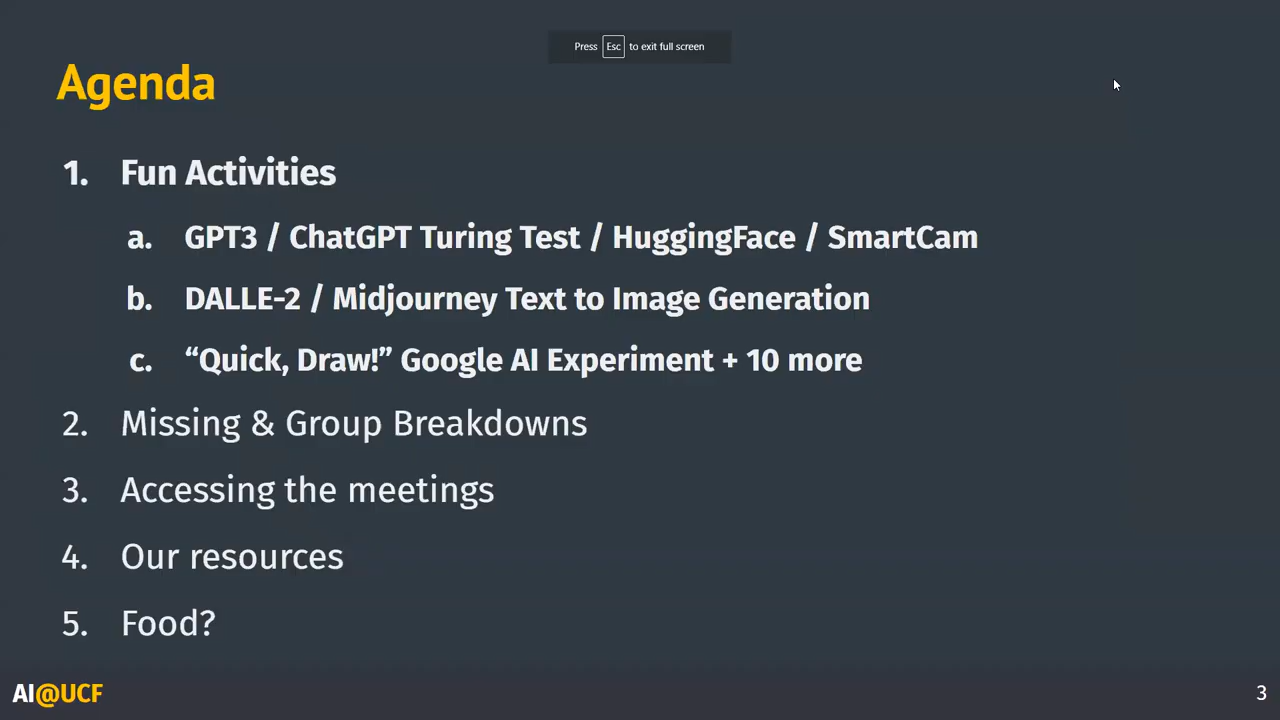 Press Esc to exit full screen
Agenda
1. Fun Activities
a. GPT3 / ChatGPT Turing Test / HuggingFace / SmartCam
b. DALLE-2 / Midjourney Text to Image Generation
c. “Quick, Draw!” Google AI Experiment + 10 more
2. Missing & Group Breakdowns
3. Accessing the meetings
4. Our resources
5. Food?
AI@UCF
3